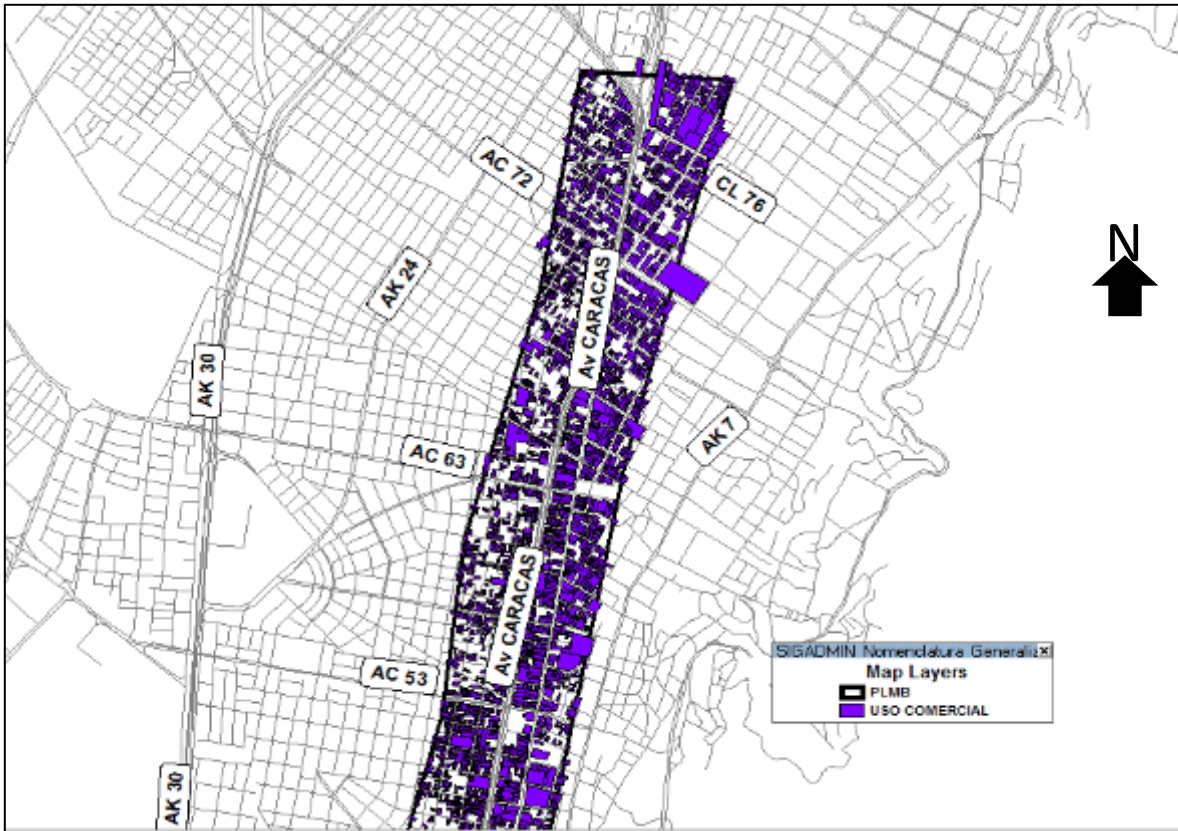 AC 72
CL 76
N
AK 24
Av CARACAS
AK 30
AK 7
AC 63
Av CARACAS
SIGADMIN Nomenclatura Generaliz
Map Layers
PLMB
USO COMERCIAL
AC 53
AK 30